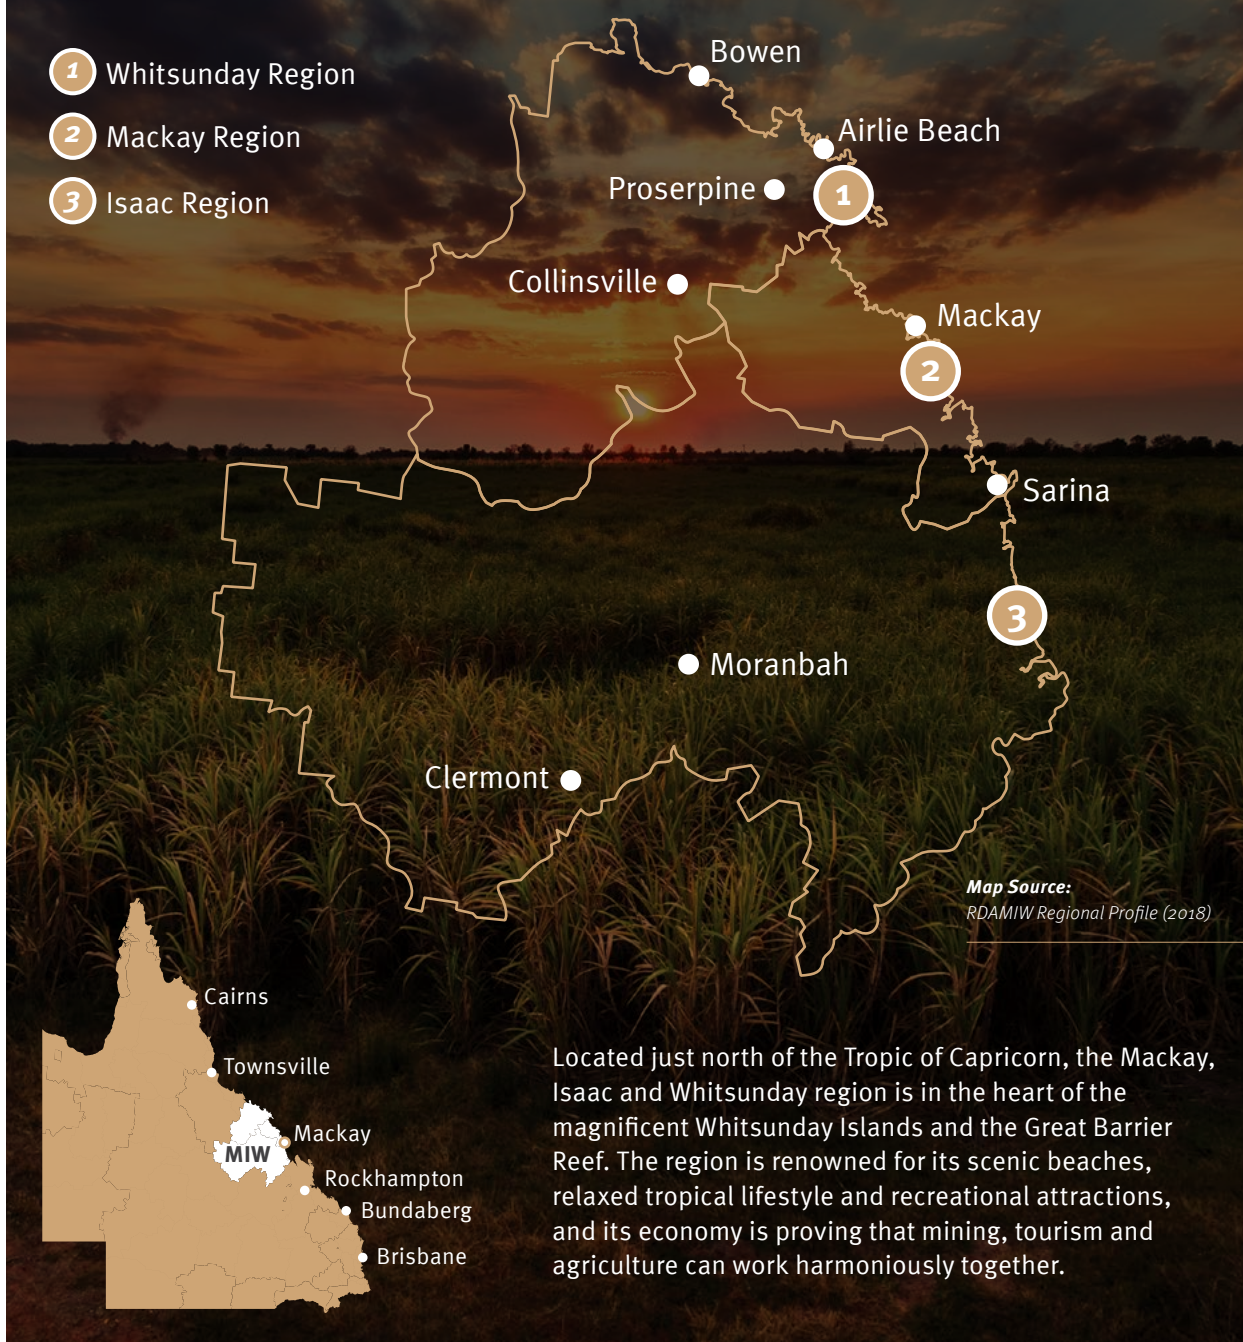 1 Whitsunday Region
2 Mackay Region
3 Isaac Region
Bowen
Airlie Beach
Proserpine
1
Collinsville
Mackay
2
Sarina
3
Moranbah
Clermont
Map Source:
RDAMIW Regional Profile (2018)
Cairns
Townsville
Mackay
MIW
Rockhampton
Bundaberg
Brisbane
Located just north of the Tropic of Capricorn, the Mackay,
Isaac and Whitsunday region is in the heart of the
magnificent Whitsunday Islands and the Great Barrier
Reef. The region is renowned for its scenic beaches,
relaxed tropical lifestyle and recreational attractions,
and its economy is proving that mining, tourism and
agriculture can work harmoniously together.